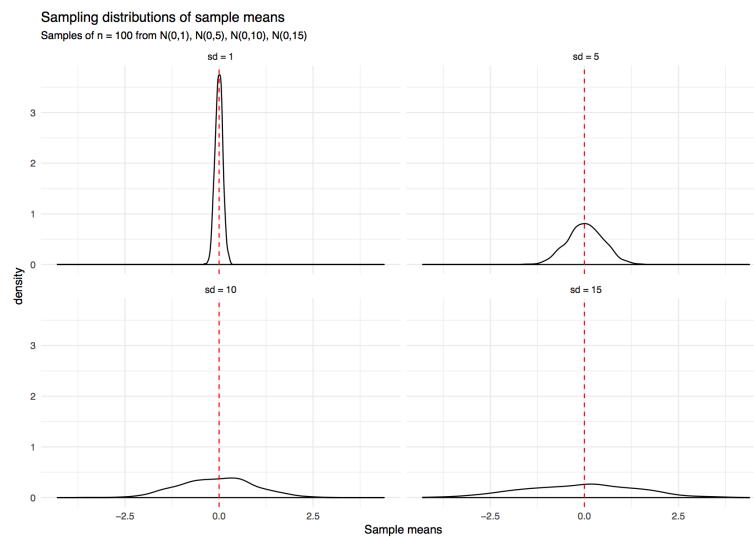 Sampling distributions of sample means
Samples of n = 100 from N(0,1), N(0,5), N(0,10), N(0,15)
sd = 1
sd = 5
3
2
1
0
density
sd = 10
sd = 15
3
2
1
0
−2.5
0.0
2.5
−2.5
0.0
2.5
Sample means